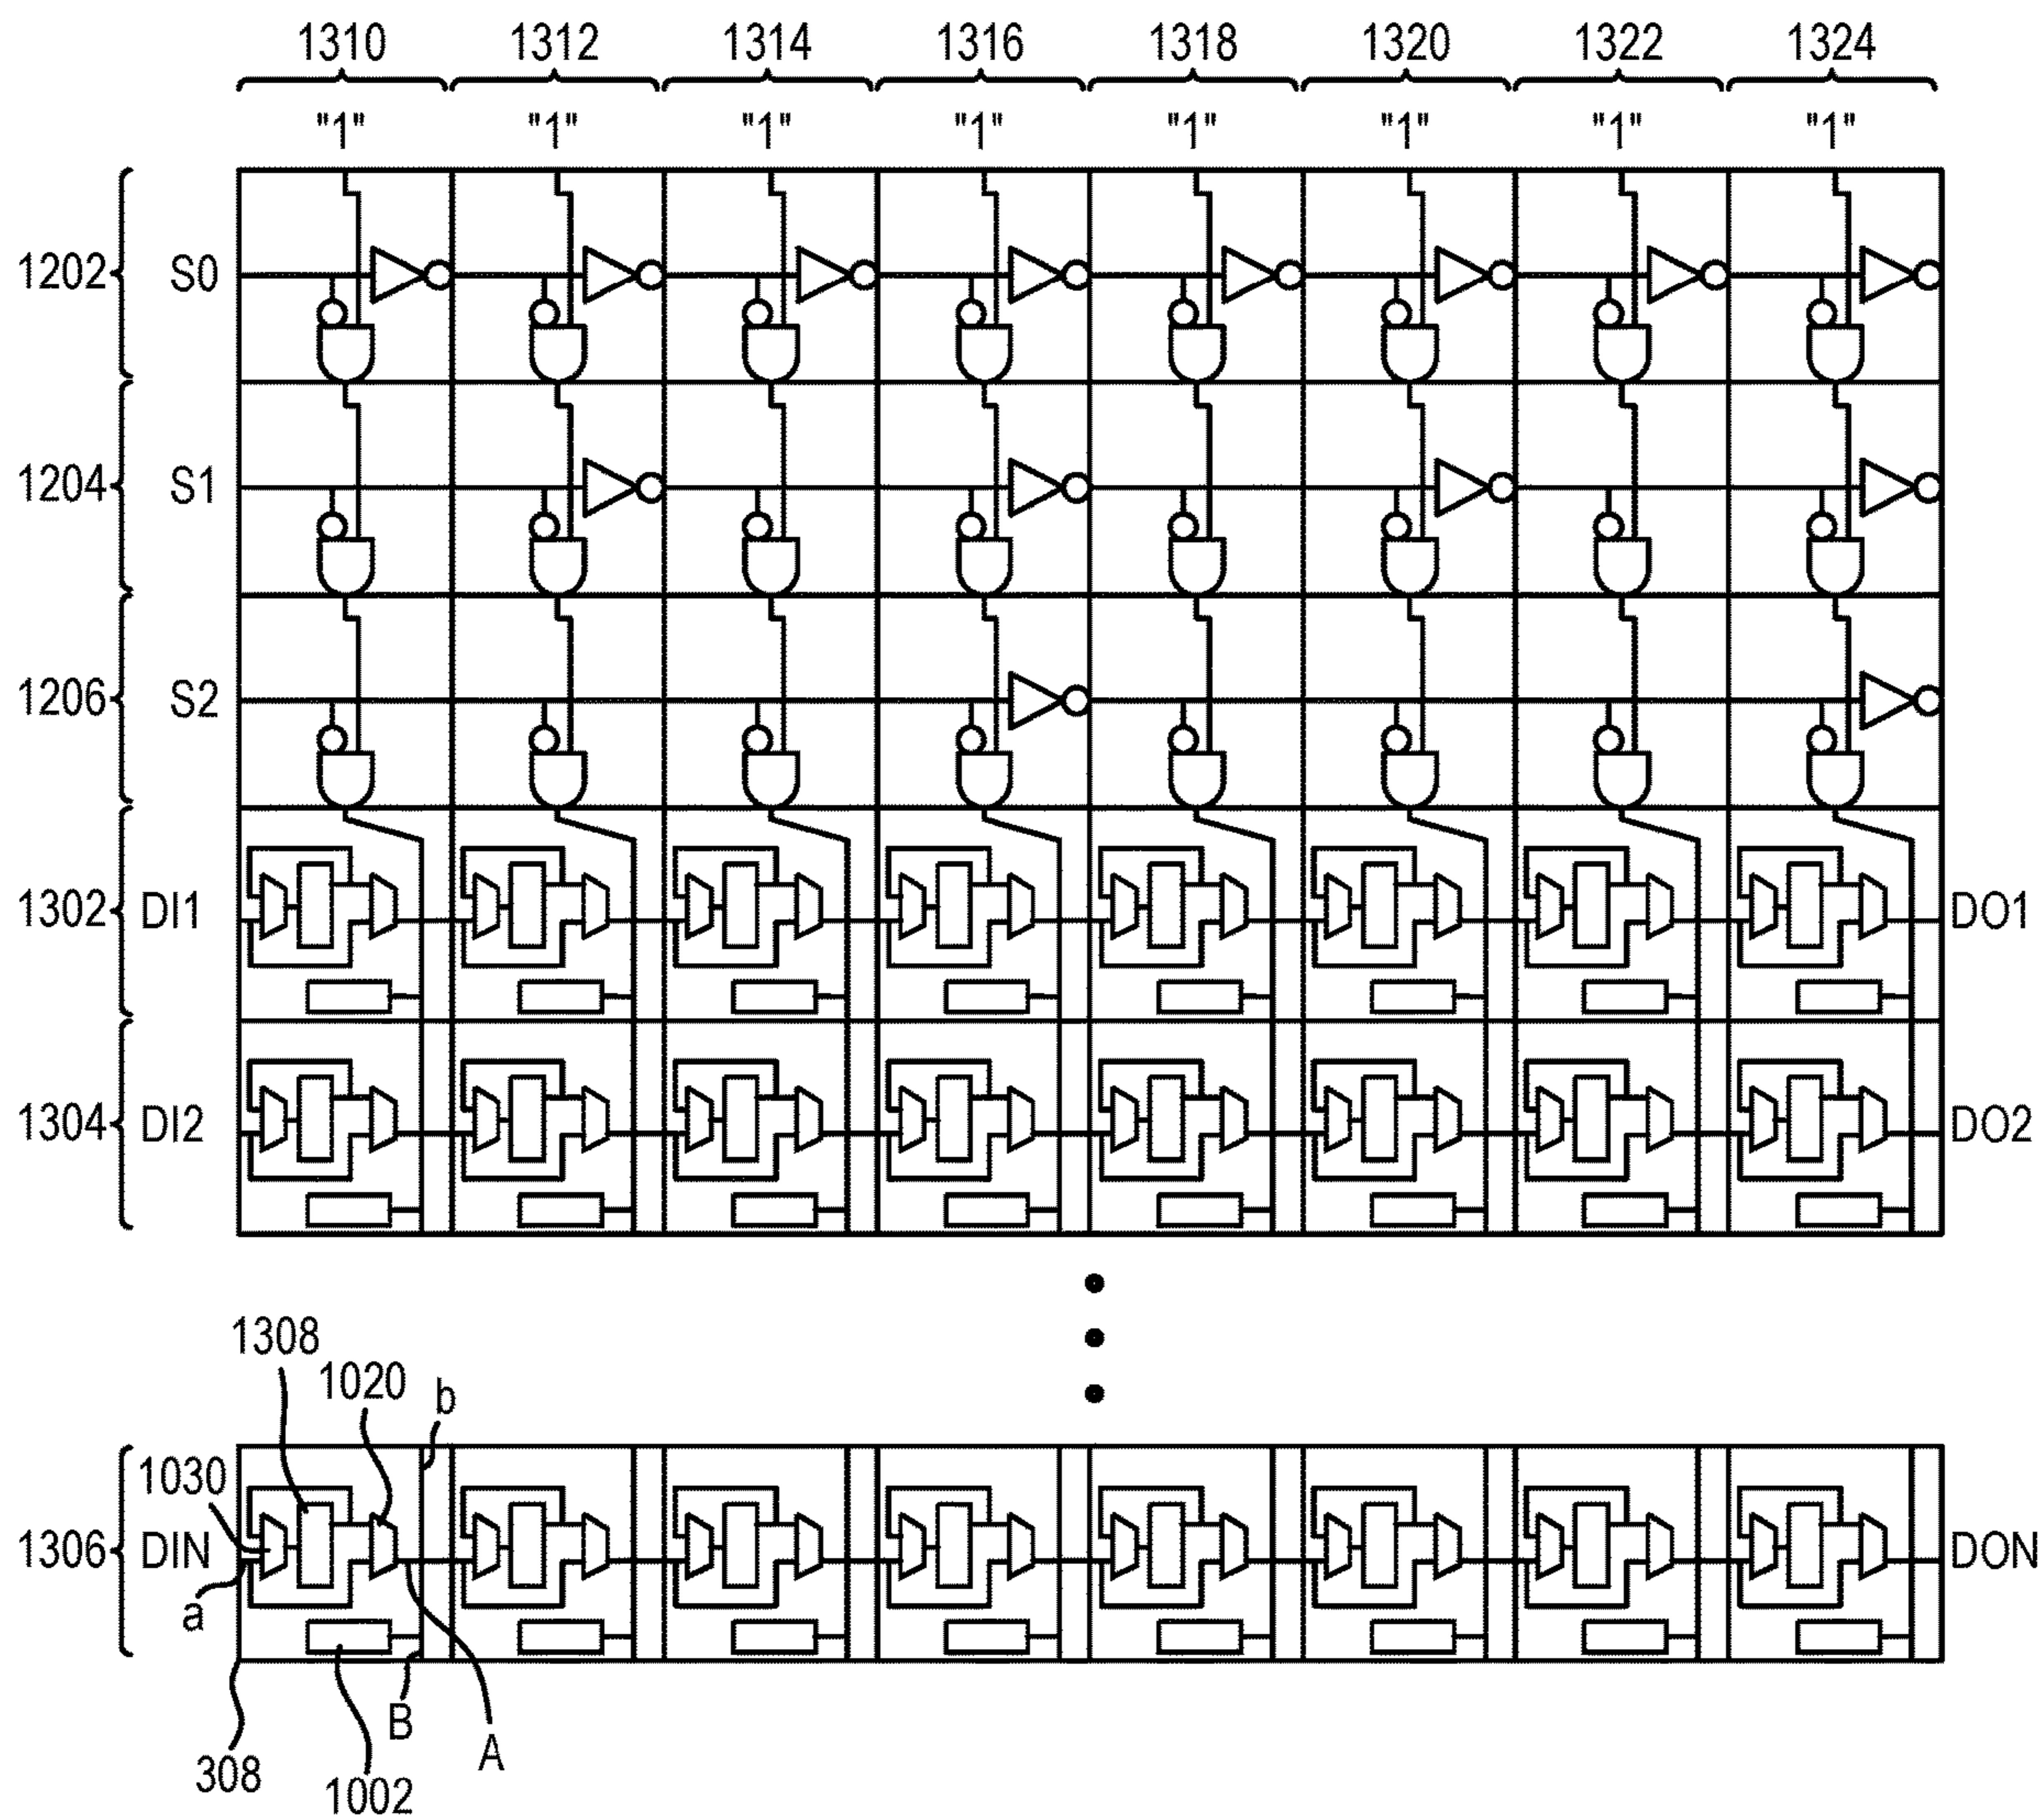 1310 1312 1314 1316 1318 1320 1322 1324
"1" "1" "1" "1" "1" "1" "1" "1"
1202 S0
1204 S1
1206 S2
1302 DI1 DO1
1304 DI2 DO2
1308
1020 b
1030
1306 DIN DON
a
B
A
308
1002